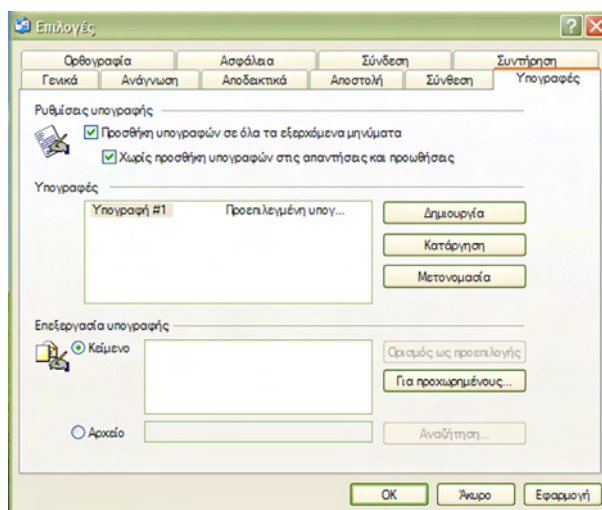 Επιλογές
Ορθογραφία Ασφάλεια Σύνδεση Συντήρηση
Γενικά Ανάγνωση Αποδεικτικά Αποστολή Σύνθεση Υπογραφές
Ρυθμίσεις υπογραφής
Προσθήκη υπογραφών σε όλα τα εξερχόμενα μηνύματα
Χωρίς προσθήκη υπογραφών στις απαντήσεις και προωθήσεις
Υπογραφές
Υπογραφή #1 Προεπιλεγμένη υπογ...
Δημιουργία
Κατάργηση
Μετονομασία
Επεξεργασία υπογραφής
Κείμενο
Ορισμός ως προεπιλογής
Για προχωρημένους...
Αρχείο
Αναζήτηση...
OK Άκυρο Εφαρμογή